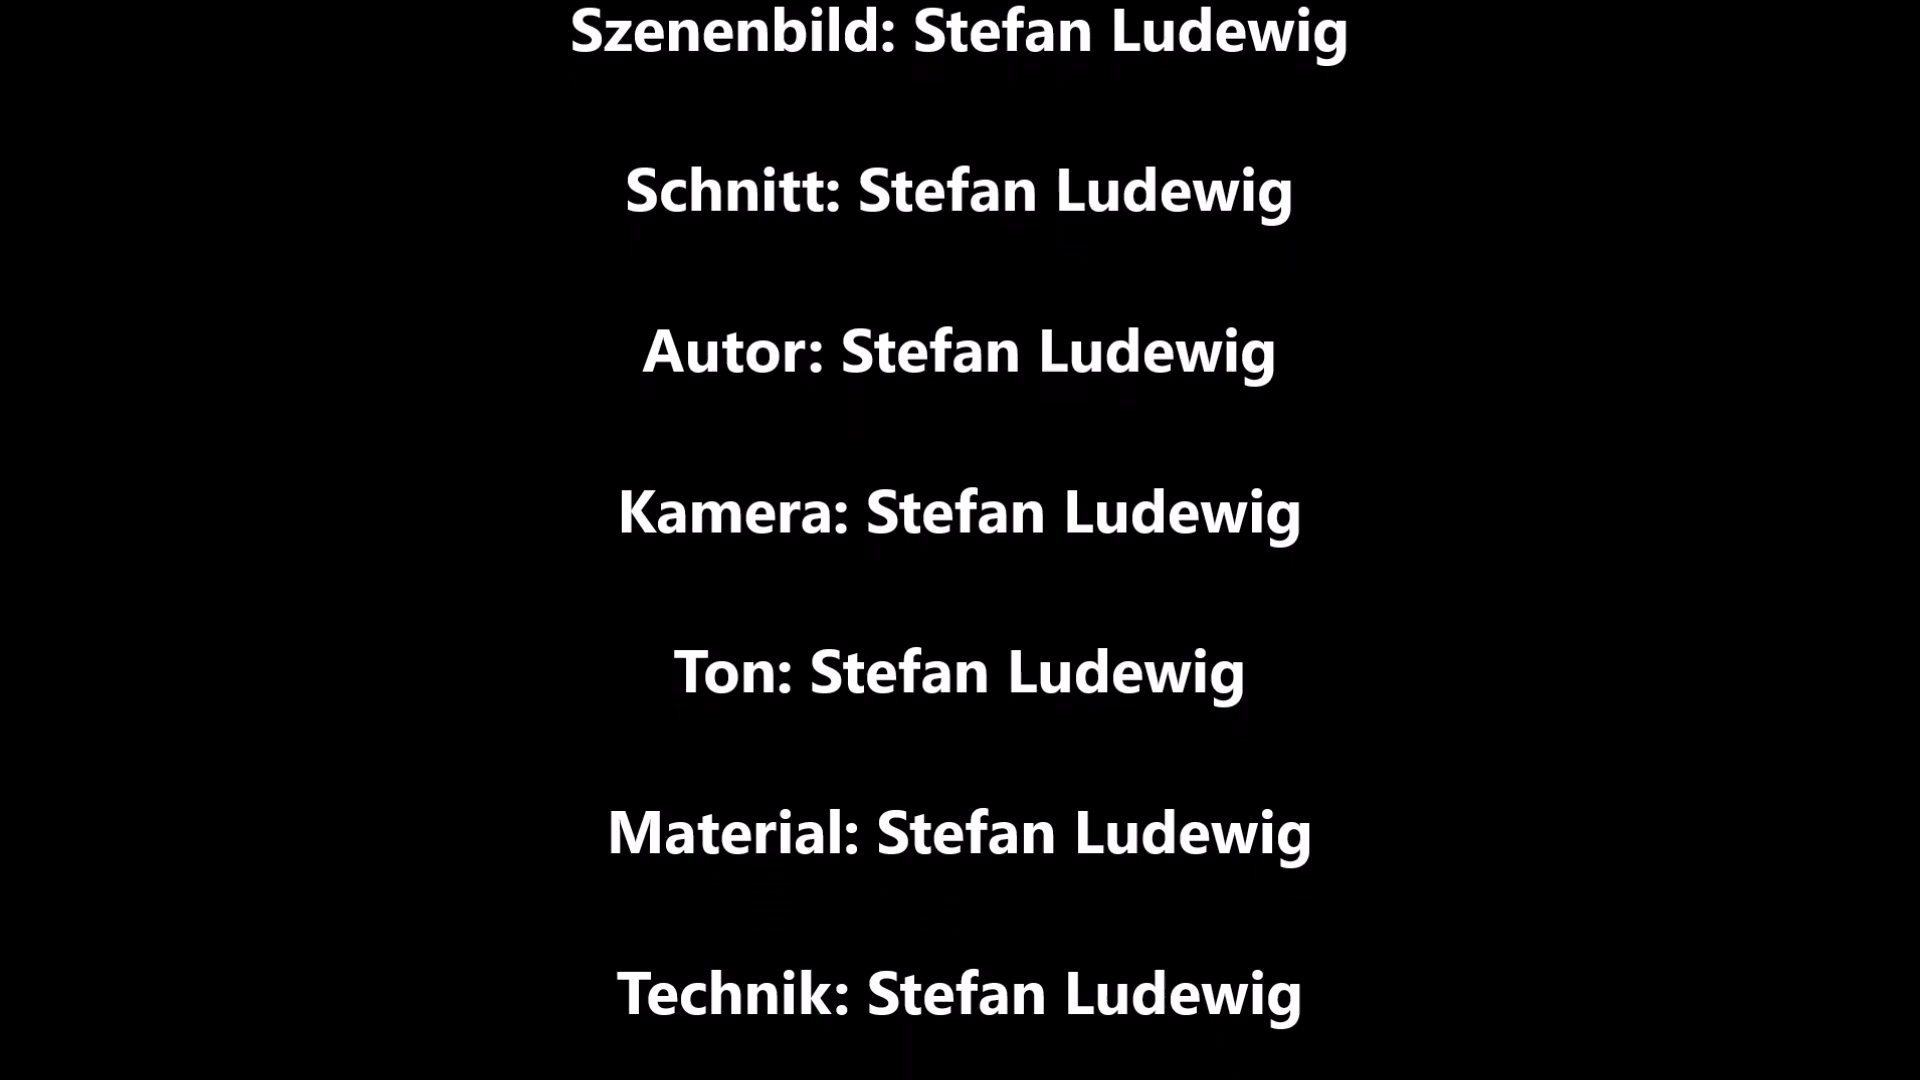 Szenenbild: Stefan Ludewig
Schnitt: Stefan Ludewig
Autor: Stefan Ludewig
Kamera: Stefan Ludewig
Ton: Stefan Ludewig
Material: Stefan Ludewig
Technik: Stefan Ludewig